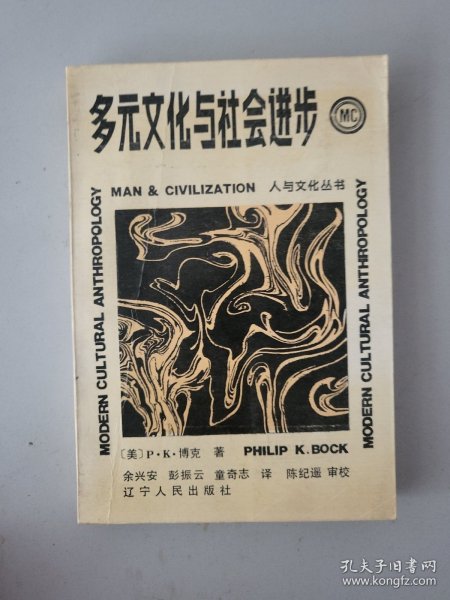 多元文化与社会进步
MC
MAN & CIVILIZATION 人与文化丛书
MODERN CULTURAL ANTHROPOLOGY
MODERN CULTURAL ANTHROPOLOGY
〔美〕P·K·博克 著 PHILIP K. BOCK
余兴安 彭振云 童奇志 译 陈纪遥 审校
辽宁人民出版社
孔夫子旧书网
www.kongfz.com